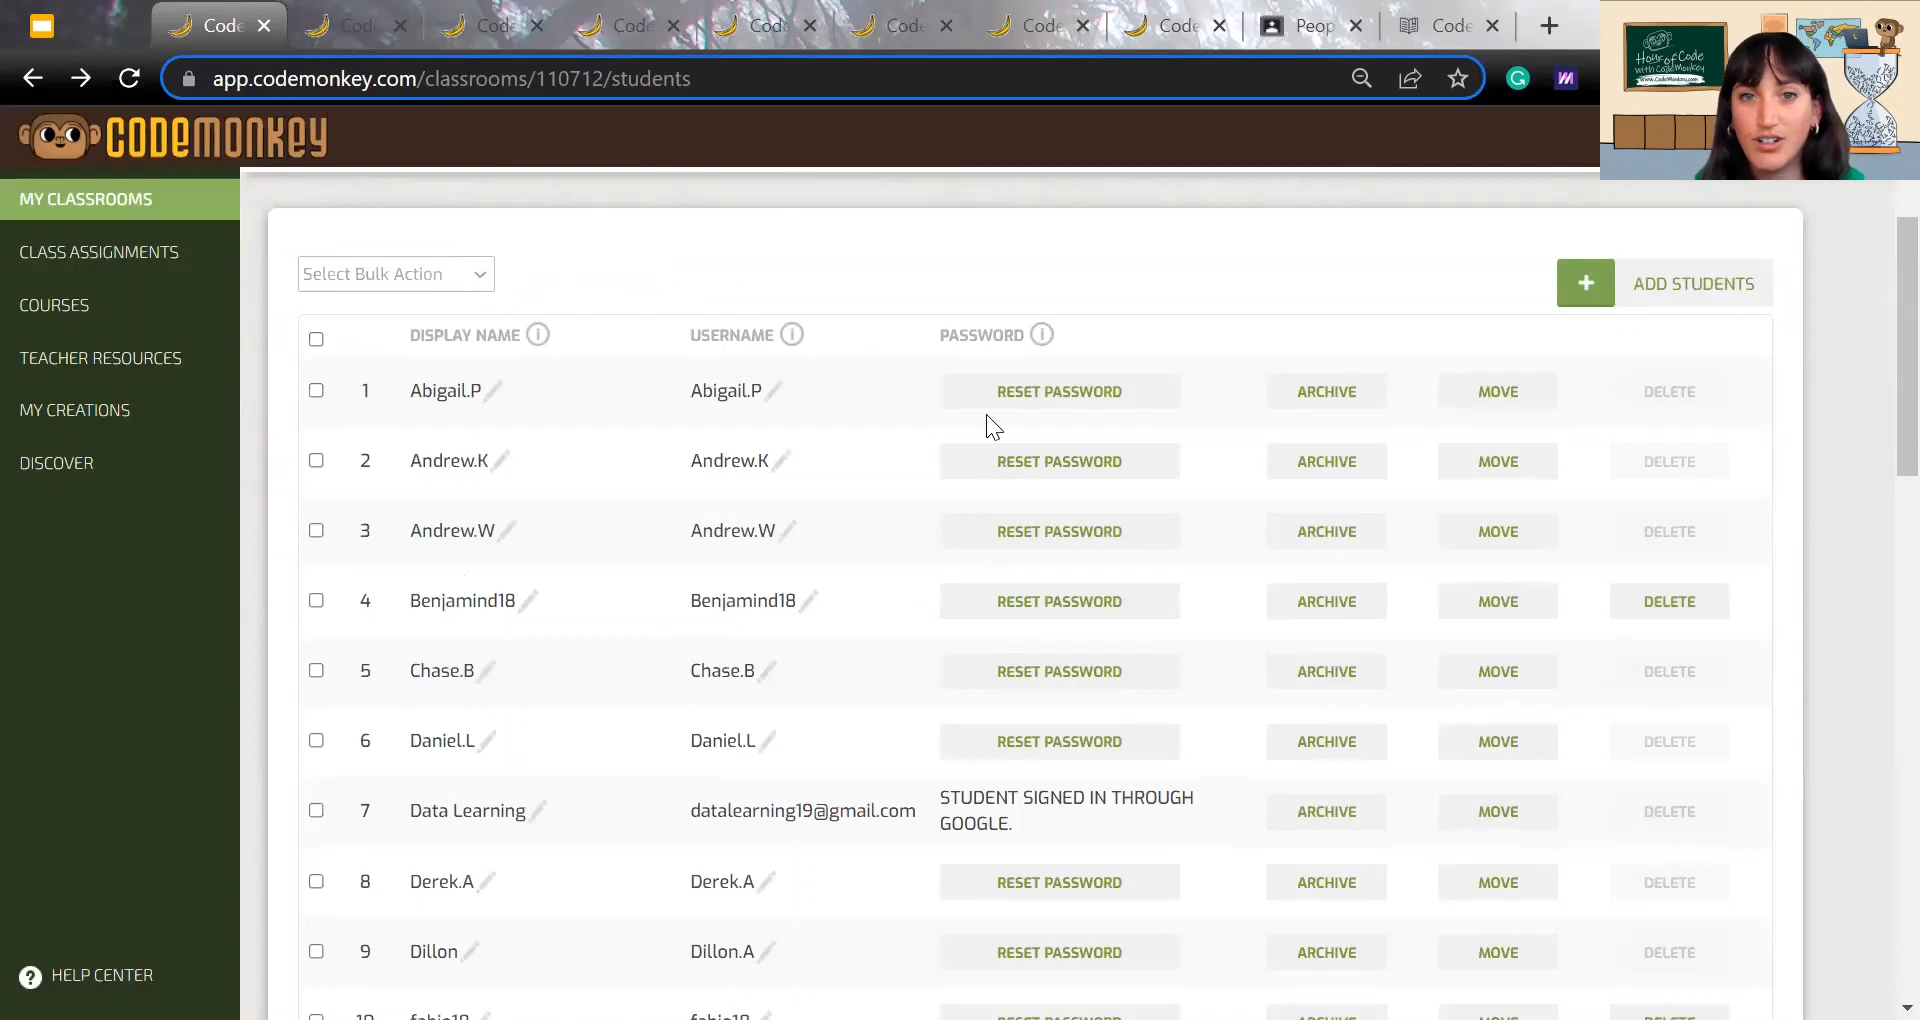 Code
Code
Code
Code
Code
Code
Code
Code
Peop
Code
app.codemonkey.com/classrooms/110712/students
Hour of Code
with CodeMonkey
www.CodeMonkey.com
CODEMONKEY
MY CLASSROOMS
CLASS ASSIGNMENTS
COURSES
TEACHER RESOURCES
MY CREATIONS
DISCOVER
HELP CENTER
Select Bulk Action
+ ADD STUDENTS
DISPLAY NAME USERNAME PASSWORD
1 Abigail.P Abigail.P RESET PASSWORD ARCHIVE MOVE DELETE
2 Andrew.K Andrew.K RESET PASSWORD ARCHIVE MOVE DELETE
3 Andrew.W Andrew.W RESET PASSWORD ARCHIVE MOVE DELETE
4 Benjamind18 Benjamind18 RESET PASSWORD ARCHIVE MOVE DELETE
5 Chase.B Chase.B RESET PASSWORD ARCHIVE MOVE DELETE
6 Daniel.L Daniel.L RESET PASSWORD ARCHIVE MOVE DELETE
7 Data Learning datalearning19@gmail.com STUDENT SIGNED IN THROUGH GOOGLE. ARCHIVE MOVE DELETE
8 Derek.A Derek.A RESET PASSWORD ARCHIVE MOVE DELETE
9 Dillon Dillon.A RESET PASSWORD ARCHIVE MOVE DELETE